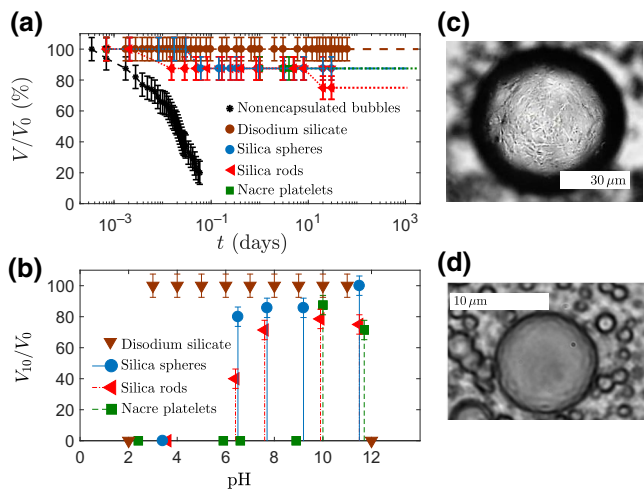 (a)
V/V0 (%)
100
80
60
40
20
0
10^-3 10^-1 10^1 10^3
t (days)
Nonencapsulated bubbles
Disodium silicate
Silica spheres
Silica rods
Nacre platelets
(b)
V10/V0
100
80
60
40
20
0
0 2 4 6 8 10 12
pH
Disodium silicate
Silica spheres
Silica rods
Nacre platelets
(c)
30 μm
(d)
10 μm